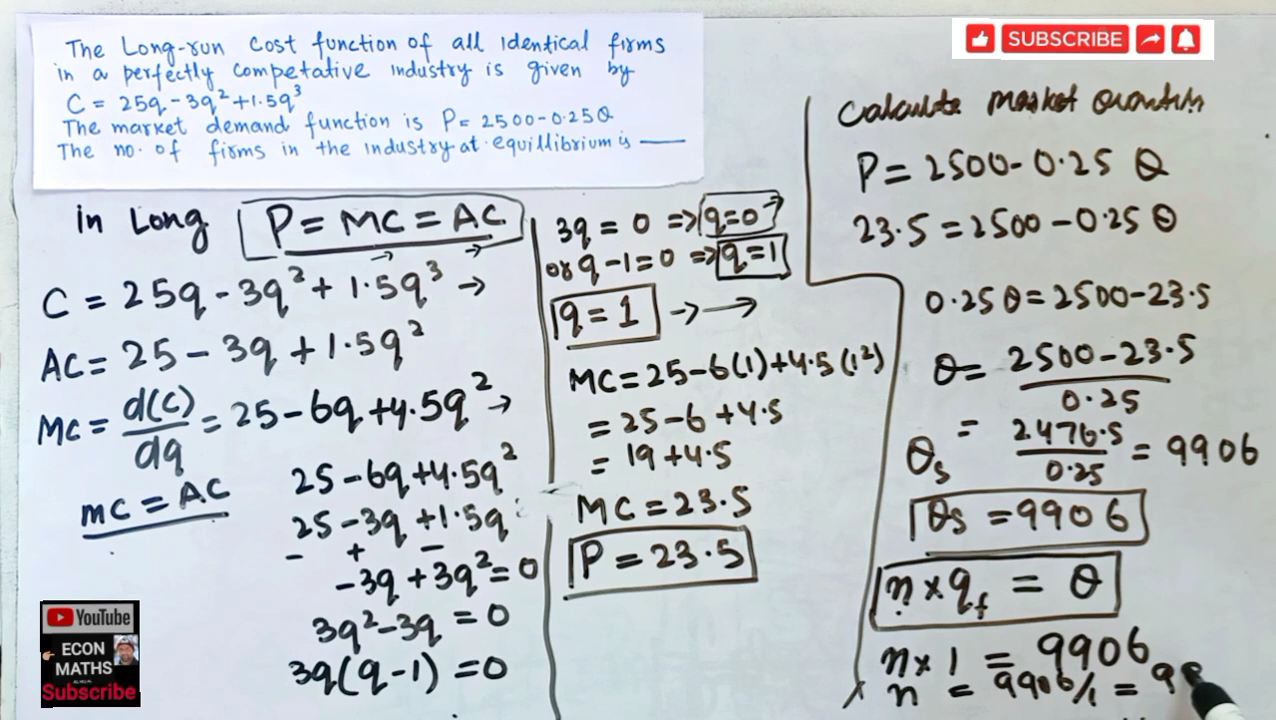 The Long-run cost function of all identical firms
in a perfectly competative industry is given by
C = 25q - 3q² + 1.5q³
The market demand function is P = 2500 - 0.25Q
The no. of firms in the industry at equillibrium is ——
in Long P = MC = AC
C = 25q - 3q² + 1.5q³ →
AC = 25 - 3q + 1.5q²
MC = d(C)/dq = 25 - 6q + 4.5q² →
mc = AC
25 - 6q + 4.5q²
25 - 3q + 1.5q
- + -
-3q + 3q² = 0
3q² - 3q = 0
3q(q - 1) = 0
3q = 0 => q = 0
or q - 1 = 0 => q = 1
q = 1 → →
MC = 25 - 6(1) + 4.5(1²)
= 25 - 6 + 4.5
= 19 + 4.5
MC = 23.5
P = 23.5
SUBSCRIBE
Calculate market
P = 2500 - 0.25 Q
23.5 = 2500 - 0.25 Q
0.25 Q = 2500 - 23.5
Q = 2500 - 23.5 / 0.25
Qs = 2476.5 / 0.25 = 9906
Qs = 9906
n × qf = Q
n × 1 = 9906
n = 9906/1 = 9
YouTube
ECON
MATHS
Subscribe